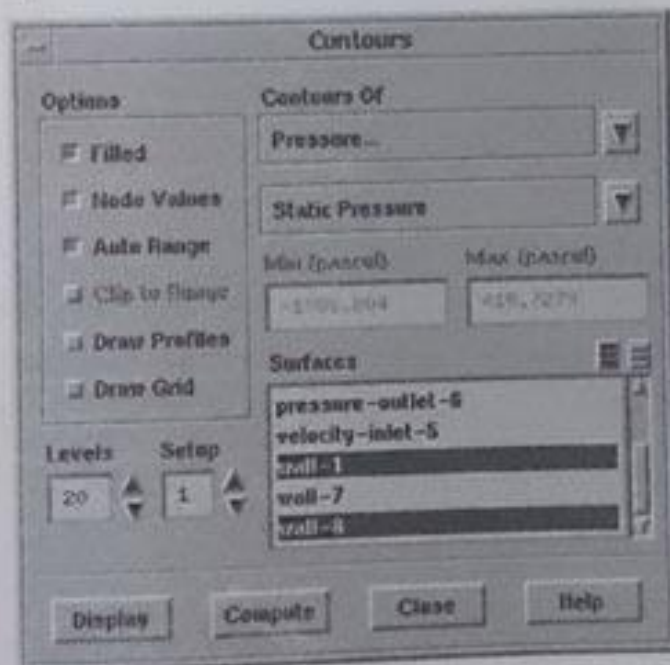 Contours
Options
Filled
Node Values
Auto Range
Clip to Range
Draw Profiles
Draw Grid
Levels
20
Setup
1
Contours Of
Pressure...
Static Pressure
Min (pascal)
Max (pascal)
Surfaces
pressure-outlet-6
velocity-inlet-5
wall-1
wall-7
wall-8
Display
Compute
Close
Help